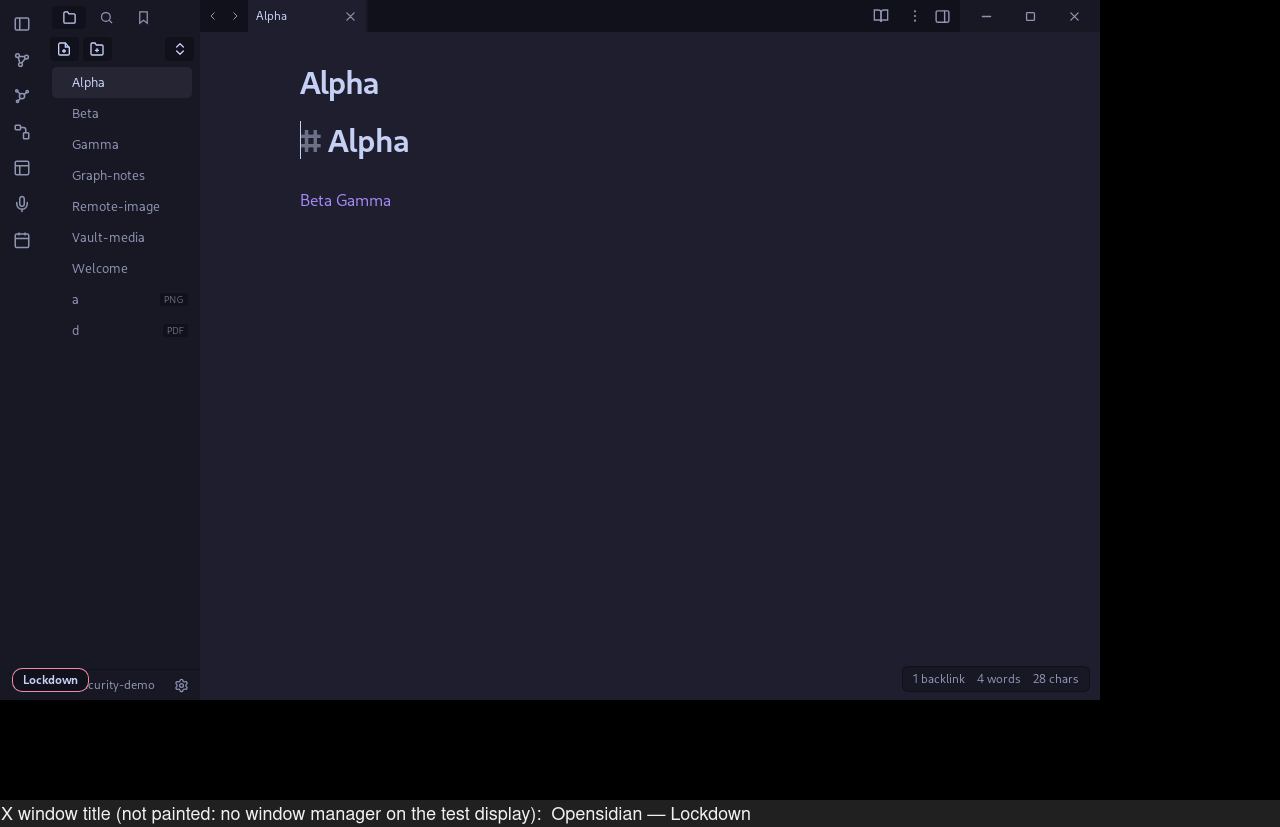 Alpha
Alpha
Beta
Gamma
Graph-notes
Remote-image
Vault-media
Welcome
a PNG
d PDF
Lockdown
curity-demo
Alpha
# Alpha
Beta Gamma
1 backlink 4 words 28 chars
X window title (not painted: no window manager on the test display): Opensidian — Lockdown